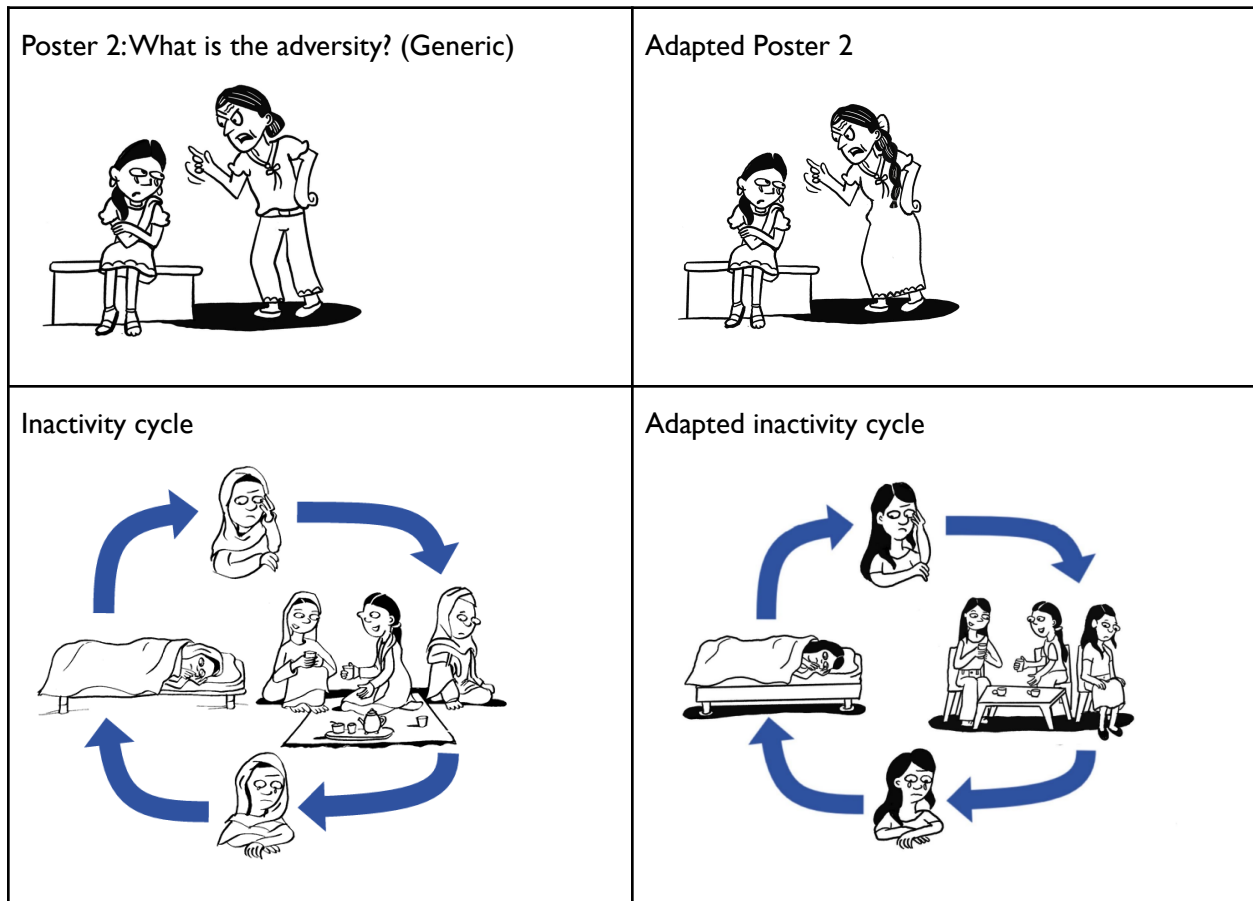 Poster 2: What is the adversity? (Generic)
Adapted Poster 2
Inactivity cycle
Adapted inactivity cycle